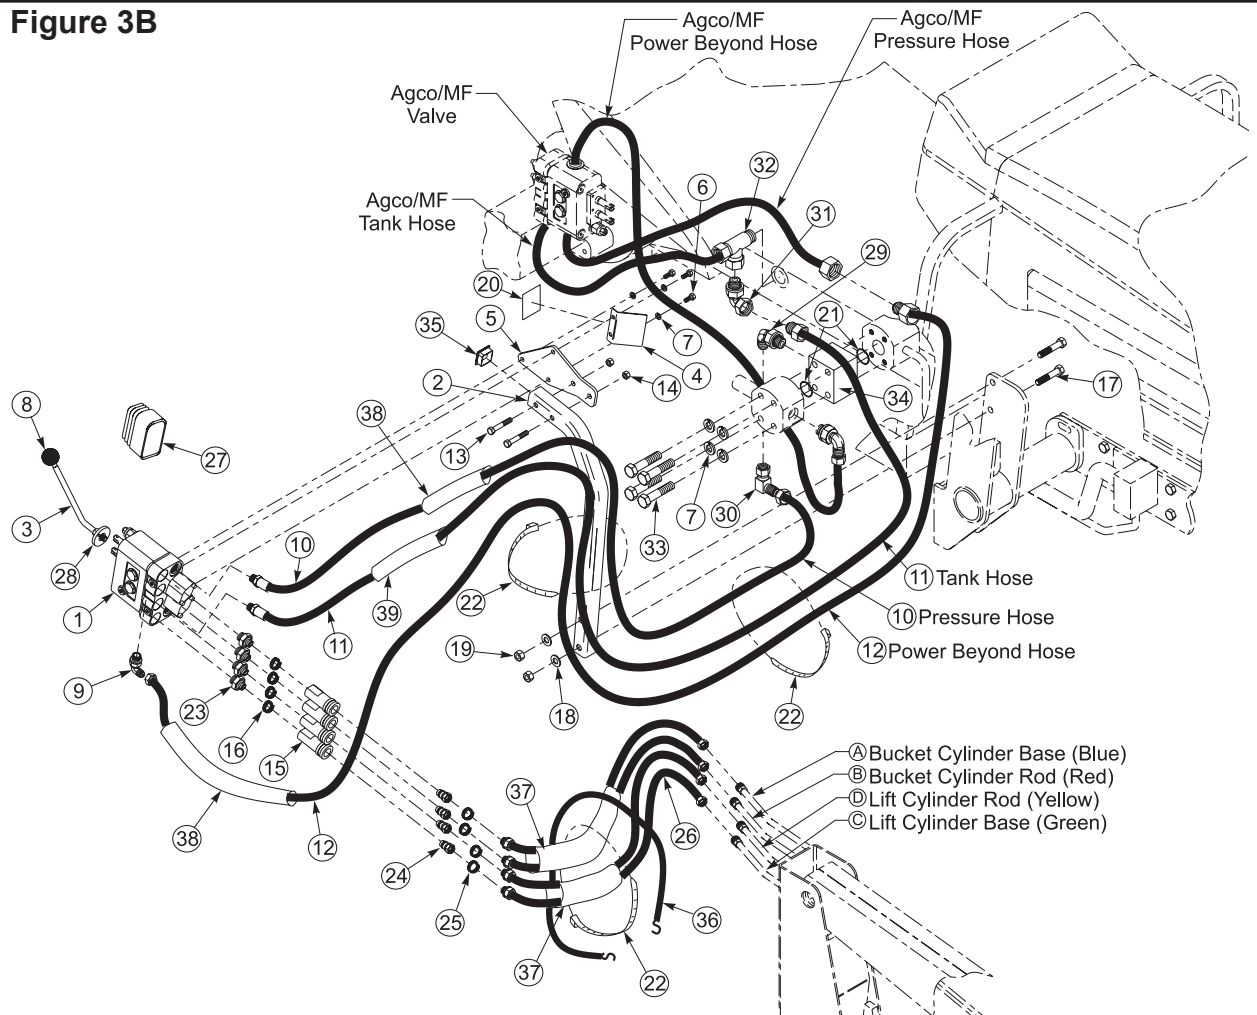 Figure 3B
Agco/MF
Power Beyond Hose
Agco/MF
Pressure Hose
Agco/MF
Valve
Agco/MF
Tank Hose
32
6
31
29
20
35
5
21
7
4
14
34
17
2
8
38
27
13
3
10
28
33
7
30
1
39
22
11 Tank Hose
11
10 Pressure Hose
19
12 Power Beyond Hose
9
23
16
18
22
15
38
12
37
26
A Bucket Cylinder Base (Blue)
B Bucket Cylinder Rod (Red)
D Lift Cylinder Rod (Yellow)
C Lift Cylinder Base (Green)
24
25
36
37
22